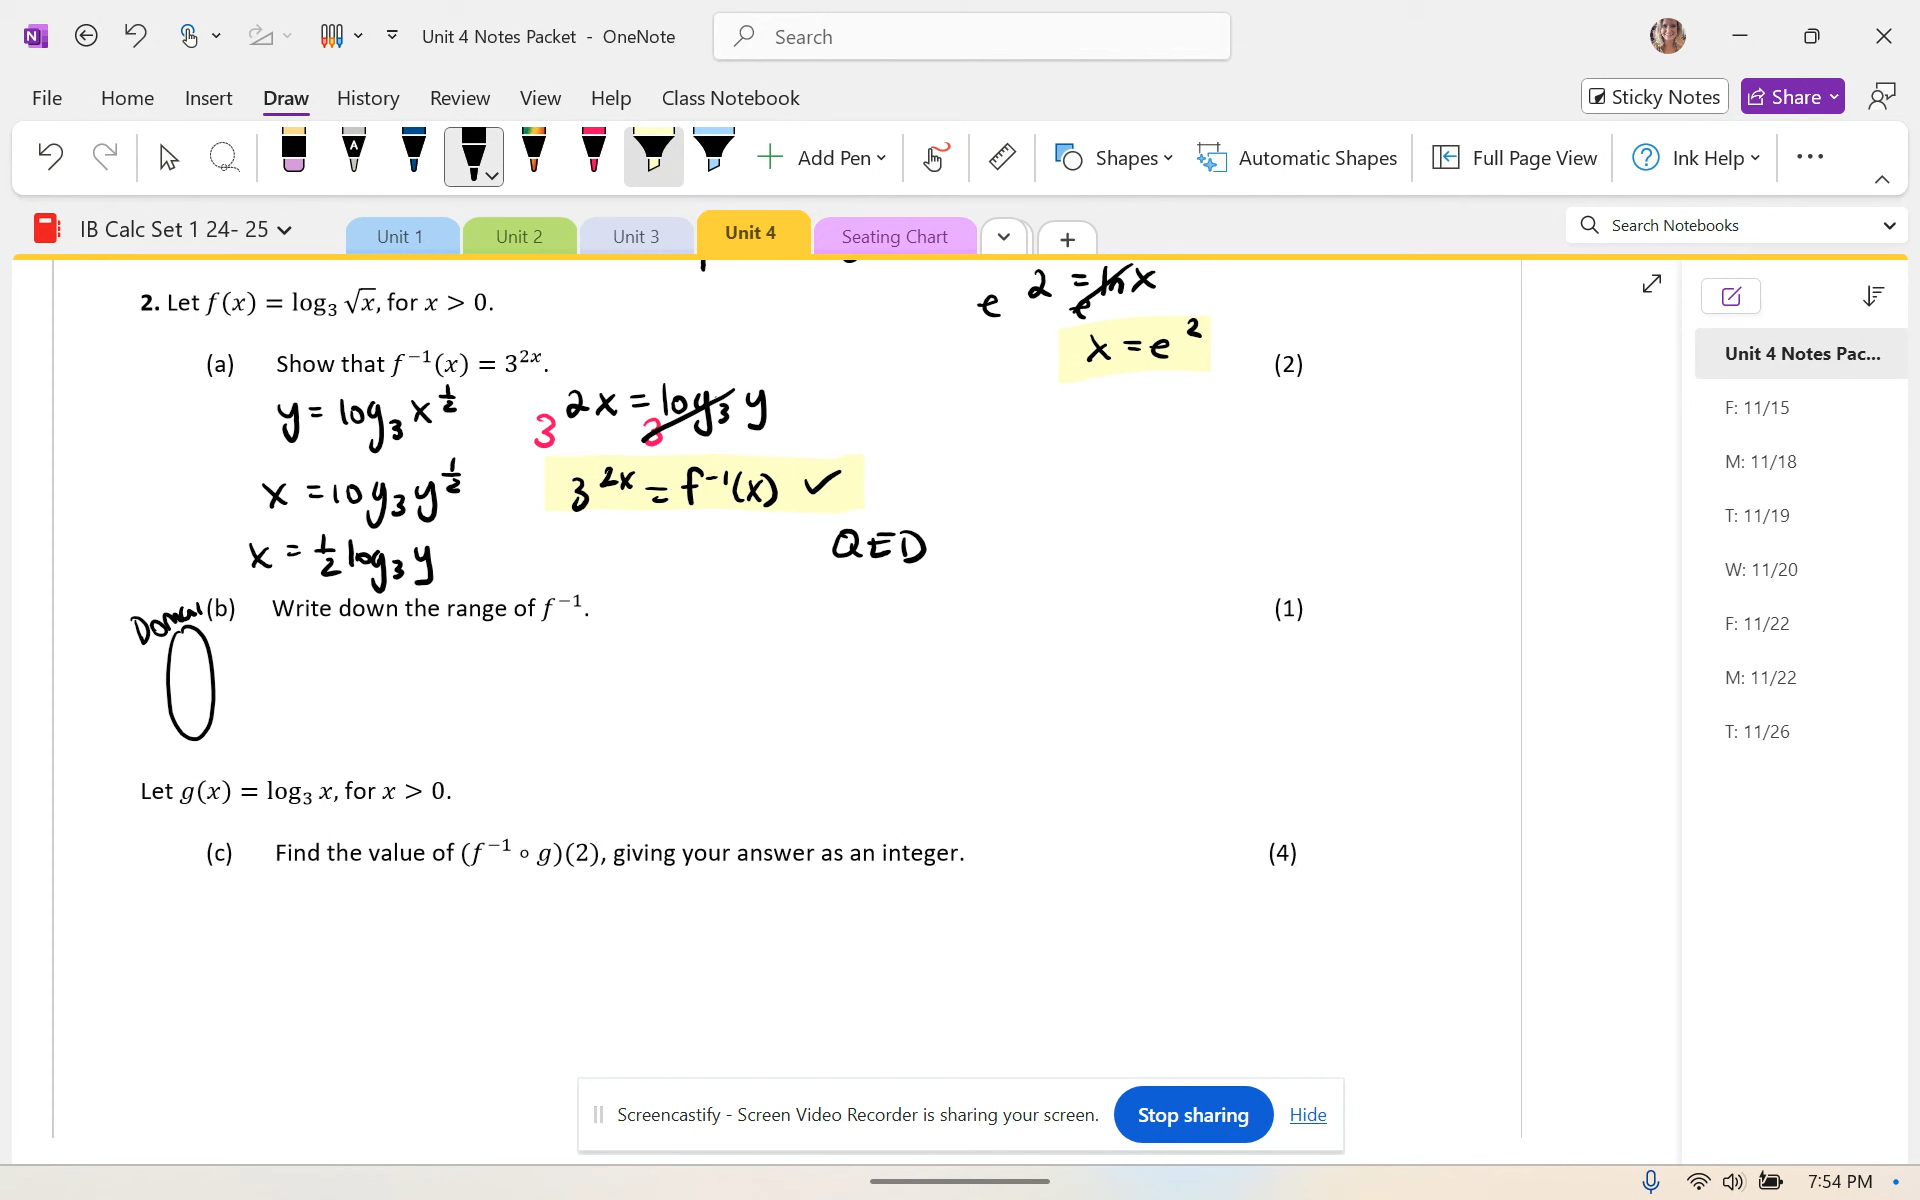 Unit 4 Notes Packet - OneNote
Search
File Home Insert Draw History Review View Help Class Notebook
Sticky Notes Share
A
Add Pen
Shapes
Automatic Shapes
Full Page View
Ink Help
IB Calc Set 1 24- 25
Unit 1
Unit 2
Unit 3
Unit 4
Seating Chart
Search Notebooks
e 2 = e ln x
x = e²
2. Let f(x) = log₃ √x, for x > 0.
(a) Show that f⁻¹(x) = 3²ˣ. (2)
y = log₃ x^½
3 2x = 3 log₃ y
x = log₃ y^½
3²ˣ = f⁻¹(x) ✓
QED
x = ½ log₃ y
(b) Write down the range of f⁻¹. (1)
Let g(x) = log₃ x, for x > 0.
(c) Find the value of (f⁻¹ ∘ g)(2), giving your answer as an integer. (4)
Unit 4 Notes Pac...
F: 11/15
M: 11/18
T: 11/19
W: 11/20
F: 11/22
M: 11/22
T: 11/26
Screencastify - Screen Video Recorder is sharing your screen.
Stop sharing
Hide
7:54 PM